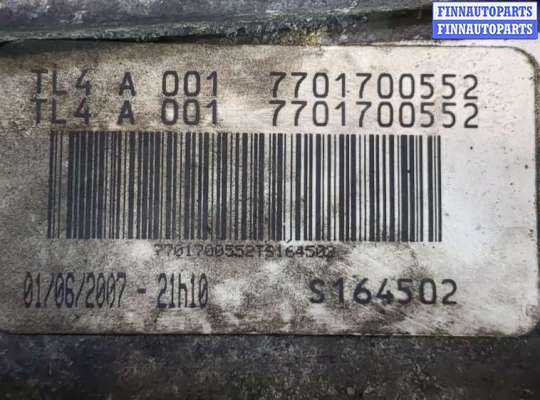 FINNAUTOPARTS
FINNAUTOPARTS
TL4 A 001 7701700552
TL4 A 001 7701700552
7701700552TS164502
01/06/2007 - 21h10
S164502